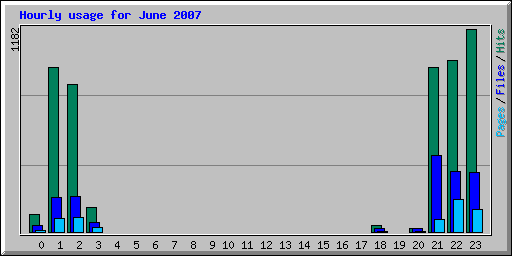 Hourly usage for June 2007
1182
Pages/Files/Hits
0 1 2 3 4 5 6 7 8 9 10 11 12 13 14 15 16 17 18 19 20 21 22 23